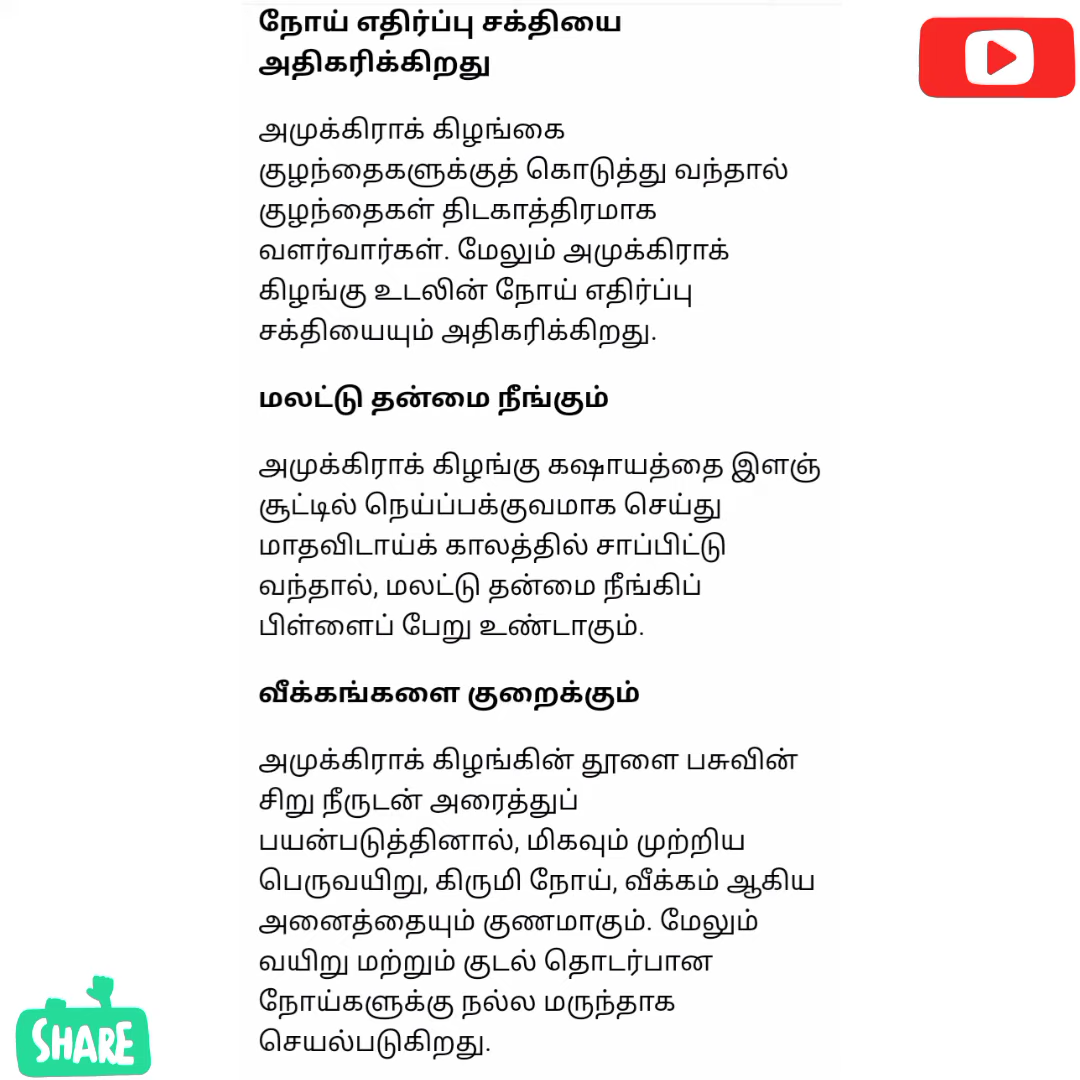 நோய் எதிர்ப்பு சக்தியை
அதிகரிக்கிறது
அமுக்கிராக் கிழங்கை
குழந்தைகளுக்குத் கொடுத்து வந்தால்
குழந்தைகள் திடகாத்திரமாக
வளர்வார்கள். மேலும் அமுக்கிராக்
கிழங்கு உடலின் நோய் எதிர்ப்பு
சக்தியையும் அதிகரிக்கிறது.
மலட்டு தன்மை நீங்கும்
அமுக்கிராக் கிழங்கு கஷாயத்தை இளஞ்
சூட்டில் நெய்ப்பக்குவமாக செய்து
மாதவிடாய்க் காலத்தில் சாப்பிட்டு
வந்தால், மலட்டு தன்மை நீங்கிப்
பிள்ளைப் பேறு உண்டாகும்.
வீக்கங்களை குறைக்கும்
அமுக்கிராக் கிழங்கின் தூளை பசுவின்
சிறு நீருடன் அரைத்துப்
பயன்படுத்தினால், மிகவும் முற்றிய
பெருவயிறு, கிருமி நோய், வீக்கம் ஆகிய
அனைத்தையும் குணமாகும். மேலும்
வயிறு மற்றும் குடல் தொடர்பான
நோய்களுக்கு நல்ல மருந்தாக
செயல்படுகிறது.
SHARE